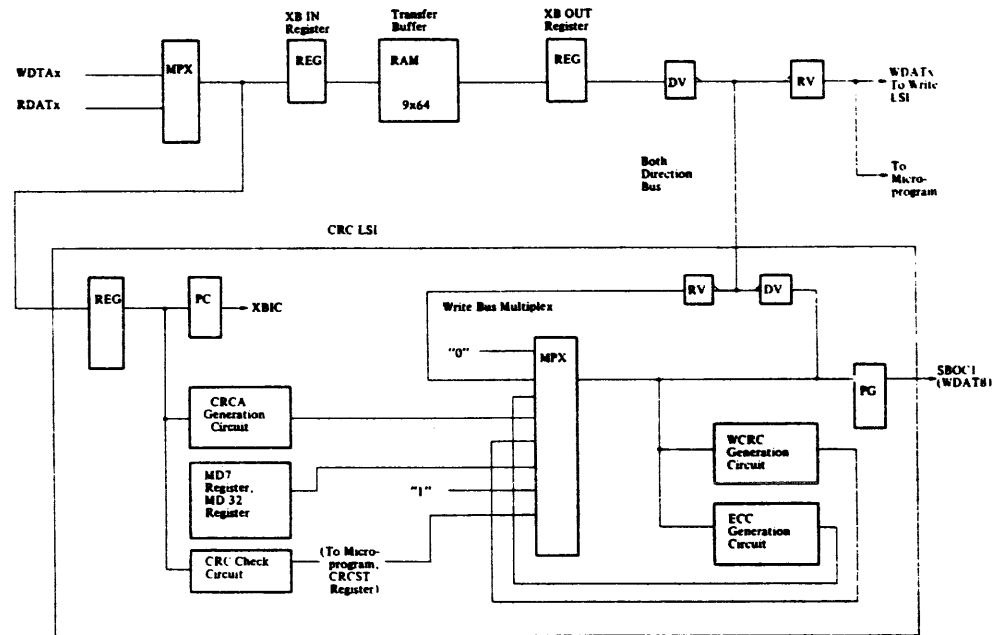 XB IN
Register
Transfer
Buffer
XB OUT
Register
WDTAx
RDATx
MPX
REG
RAM
9x64
REG
DV
RV
WDATx
To Write
LSI
To
Micro-
program
Both
Direction
Bus
CRC LSI
REG
PC
XBIC
Write Bus Multiplex
RV
DV
"0"
MPX
PG
SBOC1
(WDAT8)
CRCA
Generation
Circuit
WCRC
Generation
Circuit
MD7
Register,
MD 32
Register
"1"
ECC
Generation
Circuit
CRC Check
Circuit
(To Micro-
program,
CRCST
Register)